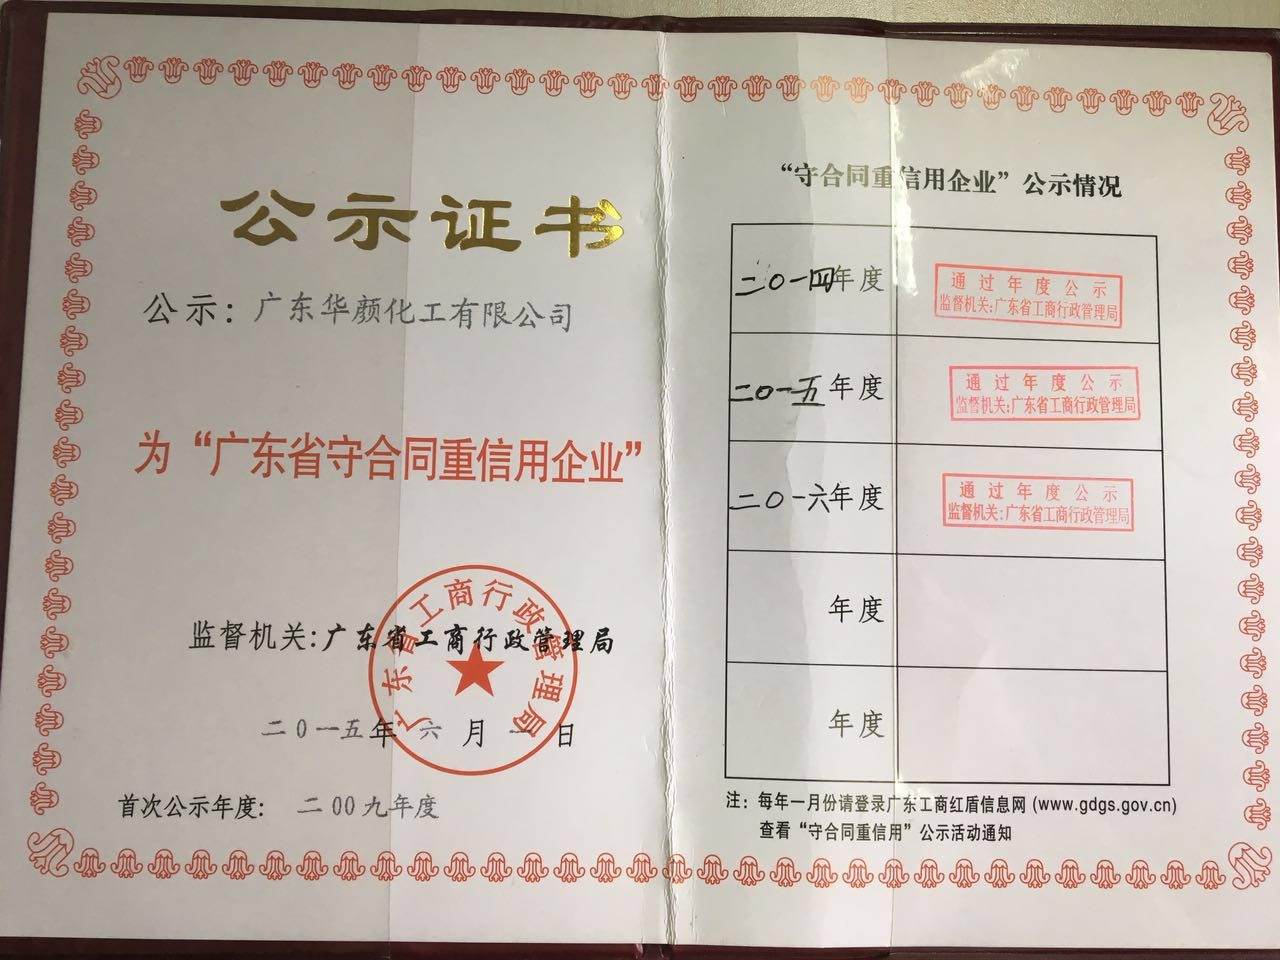 公示证书
公示：广东华颜化工有限公司
为“广东省守合同重信用企业”
监督机关:广东省工商行政管理局
广东省工商行政管理局
二0一五年六月一日
首次公示年度: 二00九年度
“守合同重信用企业”公示情况
二〇一四年度
通过年度公示
监督机关:广东省工商行政管理局
二〇一五年度
通过年度公示
监督机关:广东省工商行政管理局
二〇一六年度
通过年度公示
监督机关:广东省工商行政管理局
年度
年度
注：每年一月份请登录广东工商红盾信息网(www.gdgs.gov.cn)
查看“守合同重信用”公示活动通知